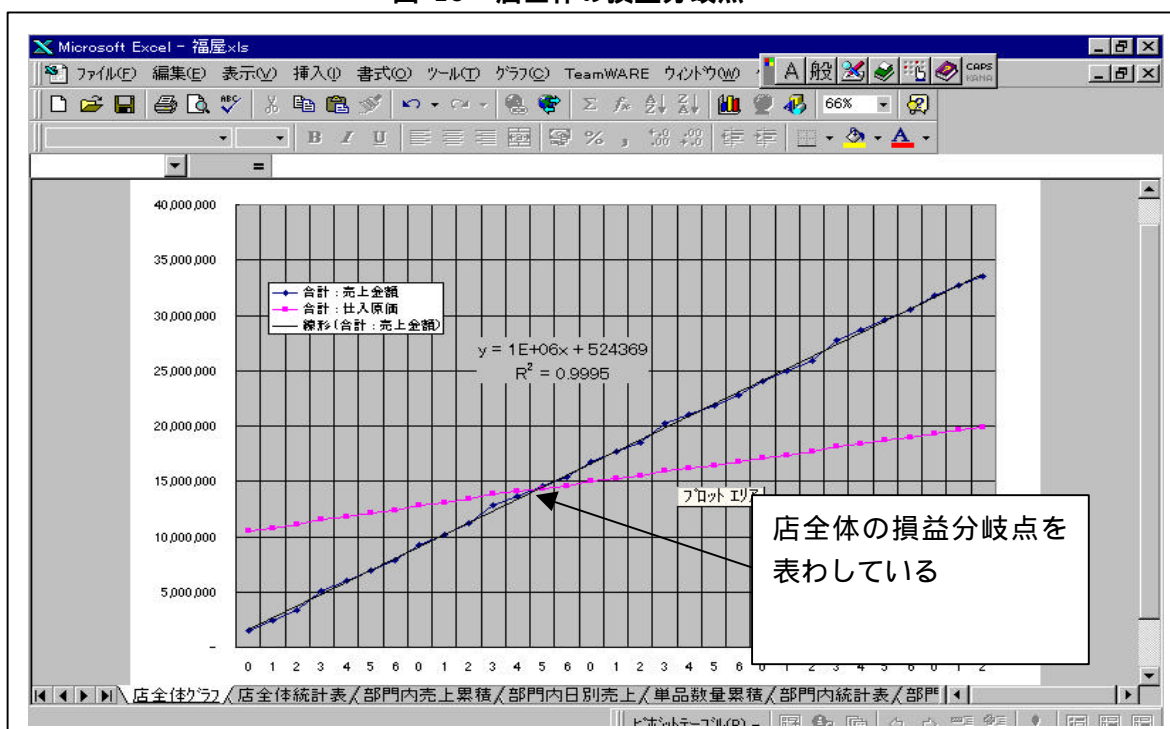 Microsoft Excel - 福屋xls
ファイル(F) 編集(E) 表示(V) 挿入(I) 書式(O) ツール(T) グラフ(C) TeamWARE ウィンドウ(W)
A 般 CAPS KANA
ABC
66%
B I U % ,
=
40,000,000
35,000,000
30,000,000
25,000,000
20,000,000
15,000,000
10,000,000
5,000,000
-
合計:売上金額
合計:仕入原価
線形(合計:売上金額)
y = 1E+06x + 524369
R² = 0.9995
プロット エリア
店全体の損益分岐点を
表わしている
0 1 2 3 4 5 6 0 1 2 3 4 5 6 0 1 2 3 4 5 6 0 1 2 3 4 5 6 0 1 2
店全体グラフ/店全体統計表/部門内売上累積/部門内日別売上/単品数量累積/部門内統計表/部門
ピボットテーブル(P)